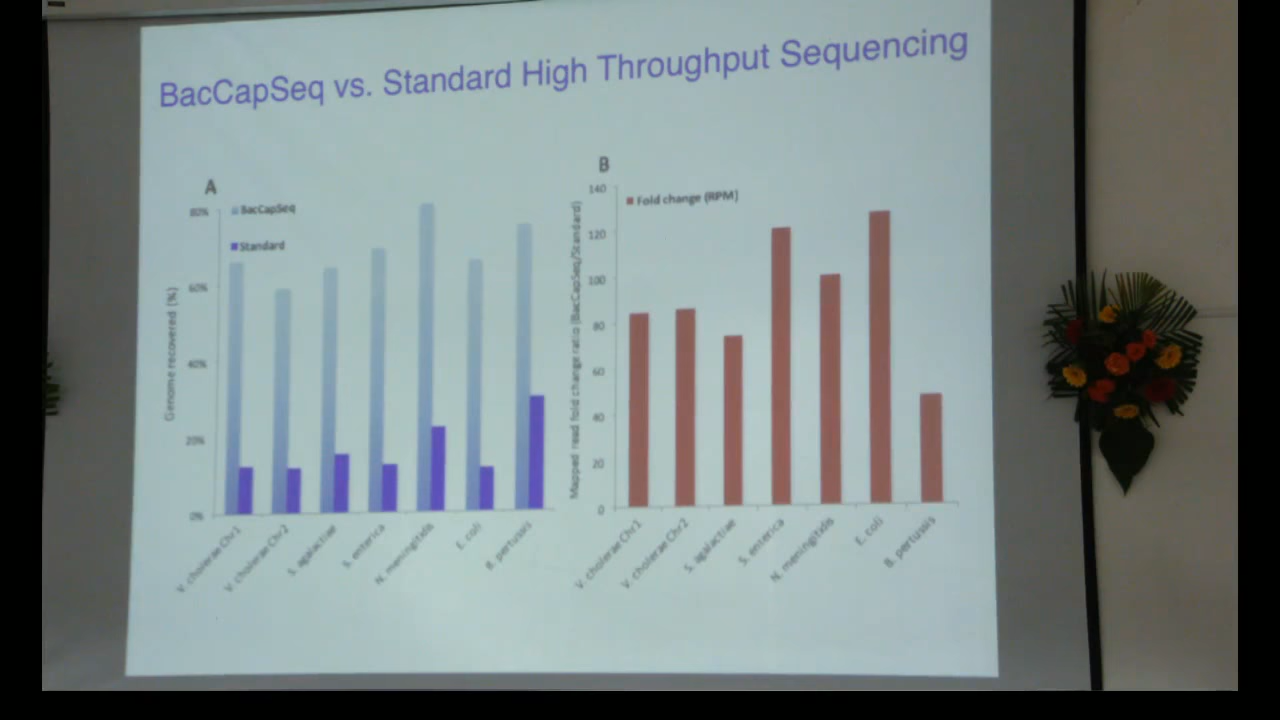 BacCapSeq vs. Standard High Throughput Sequencing
A
BacCapSeq
Standard
Genome recovered (%)
80%
60%
40%
20%
0%
V. cholerae Chr1
V. cholerae Chr2
S. agalactiae
S. enterica
N. meningitidis
E. coli
B. pertussis
B
Fold change (RPM)
Mapped read fold change ratio (BacCapSeq/Standard)
140
120
100
80
60
40
20
0
V. cholerae Chr1
V. cholerae Chr2
S. agalactiae
S. enterica
N. meningitidis
E. coli
B. pertussis